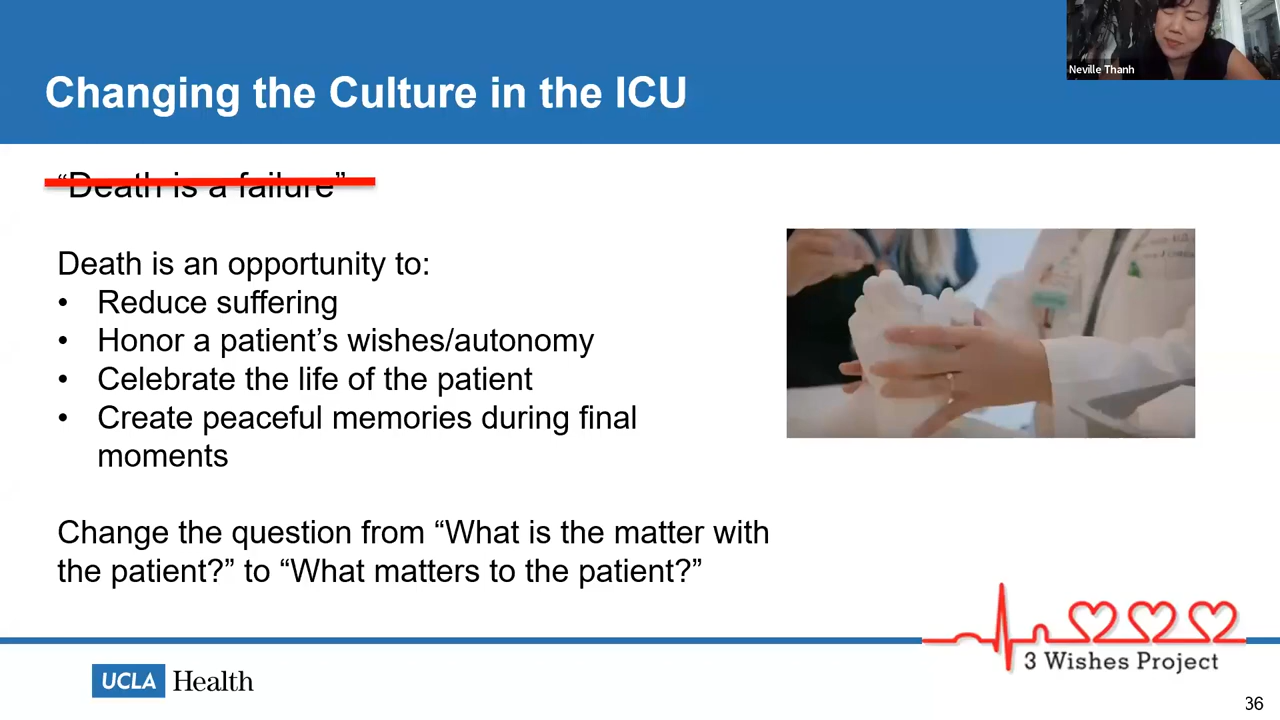 Neville Thanh
Changing the Culture in the ICU
“Death is a failure”
Death is an opportunity to:
• Reduce suffering
• Honor a patient’s wishes/autonomy
• Celebrate the life of the patient
• Create peaceful memories during final
moments
Change the question from “What is the matter with
the patient?” to “What matters to the patient?”
3 Wishes Project
UCLA Health
36